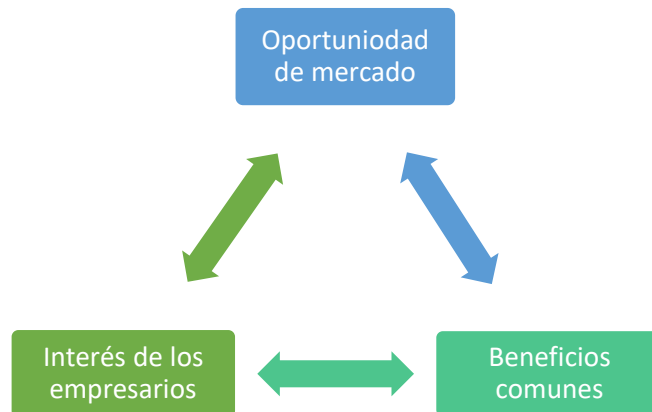 Oportuniodad
de mercado
Interés de los
empresarios
Beneficios
comunes